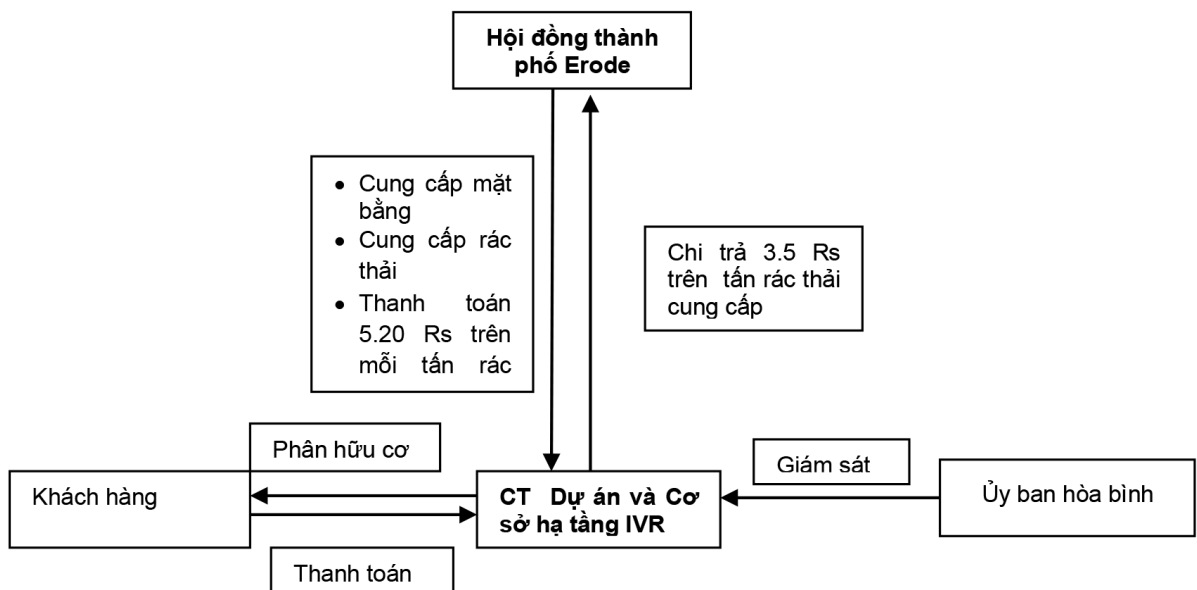 Hội đồng thành
phố Erode
• Cung cấp mặt
bằng
• Cung cấp rác
thải
• Thanh toán
5.20 Rs trên
mỗi tấn rác
Chi trả 3.5 Rs
trên tấn rác thải
cung cấp
Phân hữu cơ
Giám sát
Khách hàng
CT Dự án và Cơ
sở hạ tầng IVR
Ủy ban hòa bình
Thanh toán